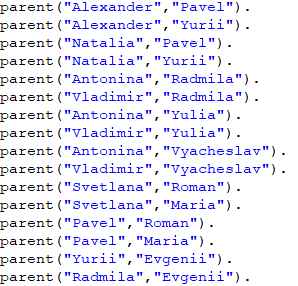 parent("Alexander","Pavel").
parent("Alexander","Yurii").
parent("Natalia","Pavel").
parent("Natalia","Yurii").
parent("Antonina","Radmila").
parent("Vladimir","Radmila").
parent("Antonina","Yulia").
parent("Vladimir","Yulia").
parent("Antonina","Vyacheslav").
parent("Vladimir","Vyacheslav").
parent("Svetlana","Roman").
parent("Svetlana","Maria").
parent("Pavel","Roman").
parent("Pavel","Maria").
parent("Yurii","Evgenii").
parent("Radmila","Evgenii").